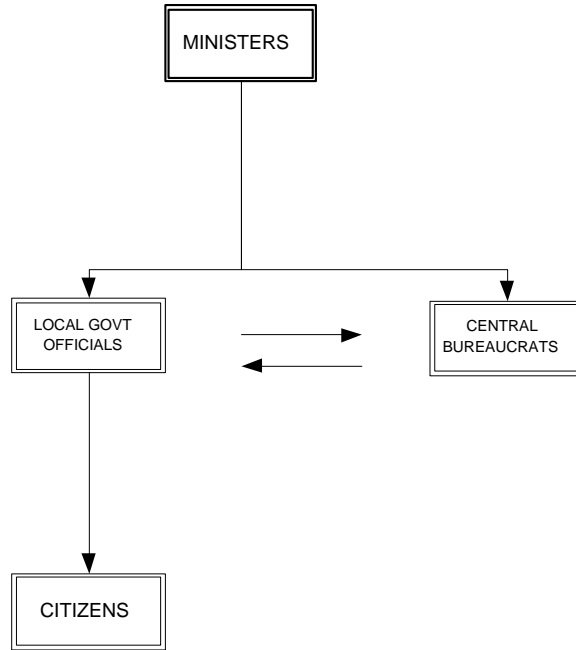 MINISTERS
LOCAL GOVT
OFFICIALS
CENTRAL
BUREAUCRATS
CITIZENS